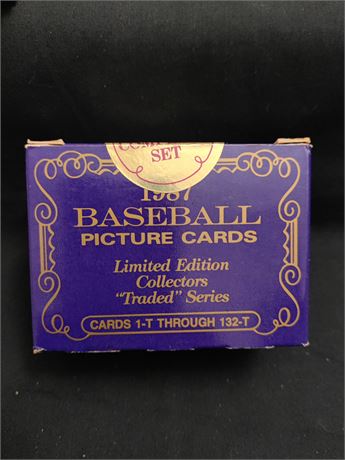 SET
1987
BASEBALL
PICTURE CARDS
Limited Edition
Collectors
"Traded" Series
CARDS 1-T THROUGH 132-T